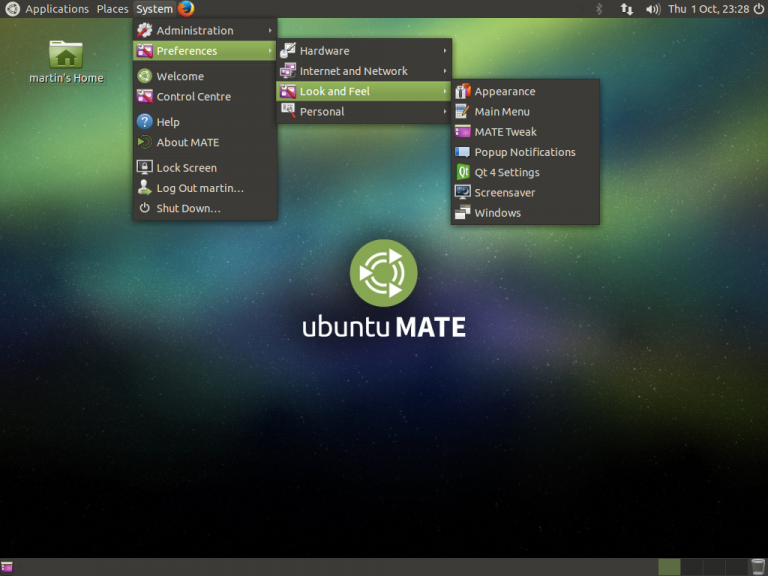 Applications Places System Thu 1 Oct, 23:28
martin's Home
Administration
Preferences
Welcome
Control Centre
Help
About MATE
Lock Screen
Log Out martin...
Shut Down...
Hardware
Internet and Network
Look and Feel
Personal
Appearance
Main Menu
MATE Tweak
Popup Notifications
Qt 4 Settings
Screensaver
Windows
ubuntu MATE